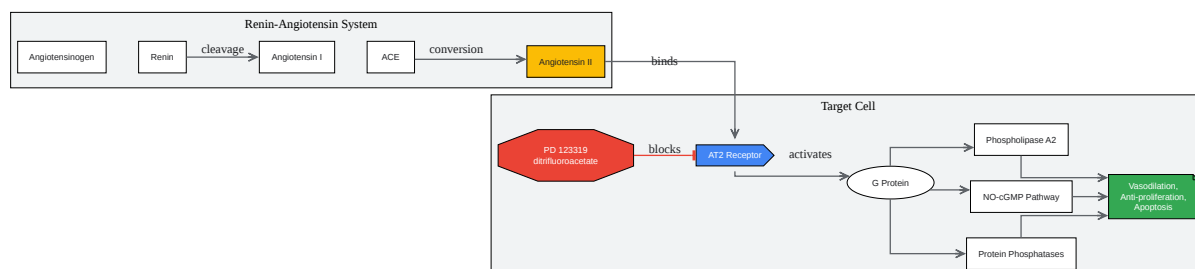 Renin-Angiotensin System
Angiotensinogen
Renin
cleavage
Angiotensin I
ACE
conversion
Angiotensin II
binds
Target Cell
PD 123319
ditrifluoroacetate
blocks
AT2 Receptor
activates
G Protein
Phospholipase A2
NO-cGMP Pathway
Protein Phosphatases
Vasodilation,
Anti-proliferation,
Apoptosis